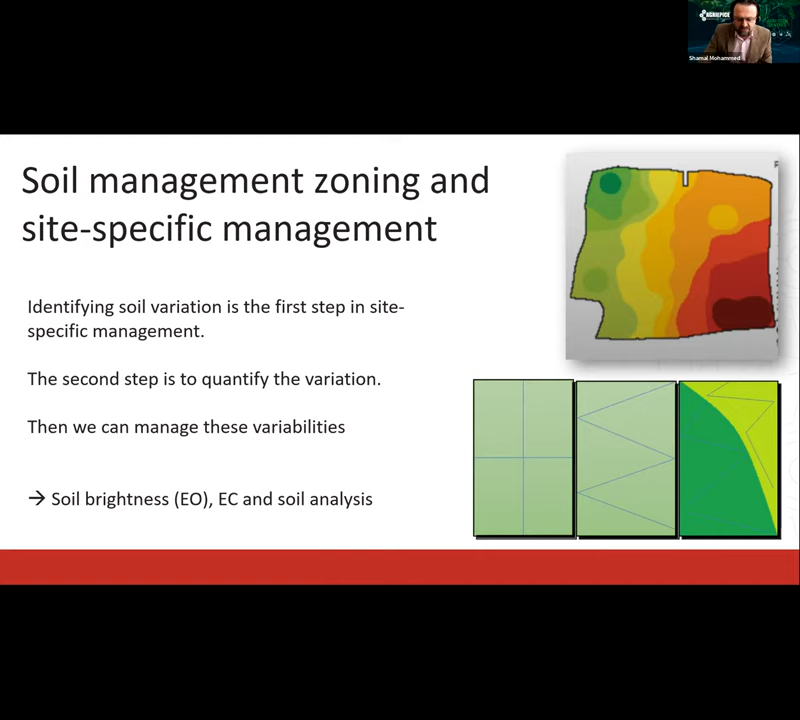 AGRIEPICENTRE
Shamal Mohammed
Soil management zoning and
site-specific management
Identifying soil variation is the first step in site-
specific management.
The second step is to quantify the variation.
Then we can manage these variabilities
→ Soil brightness (EO), EC and soil analysis